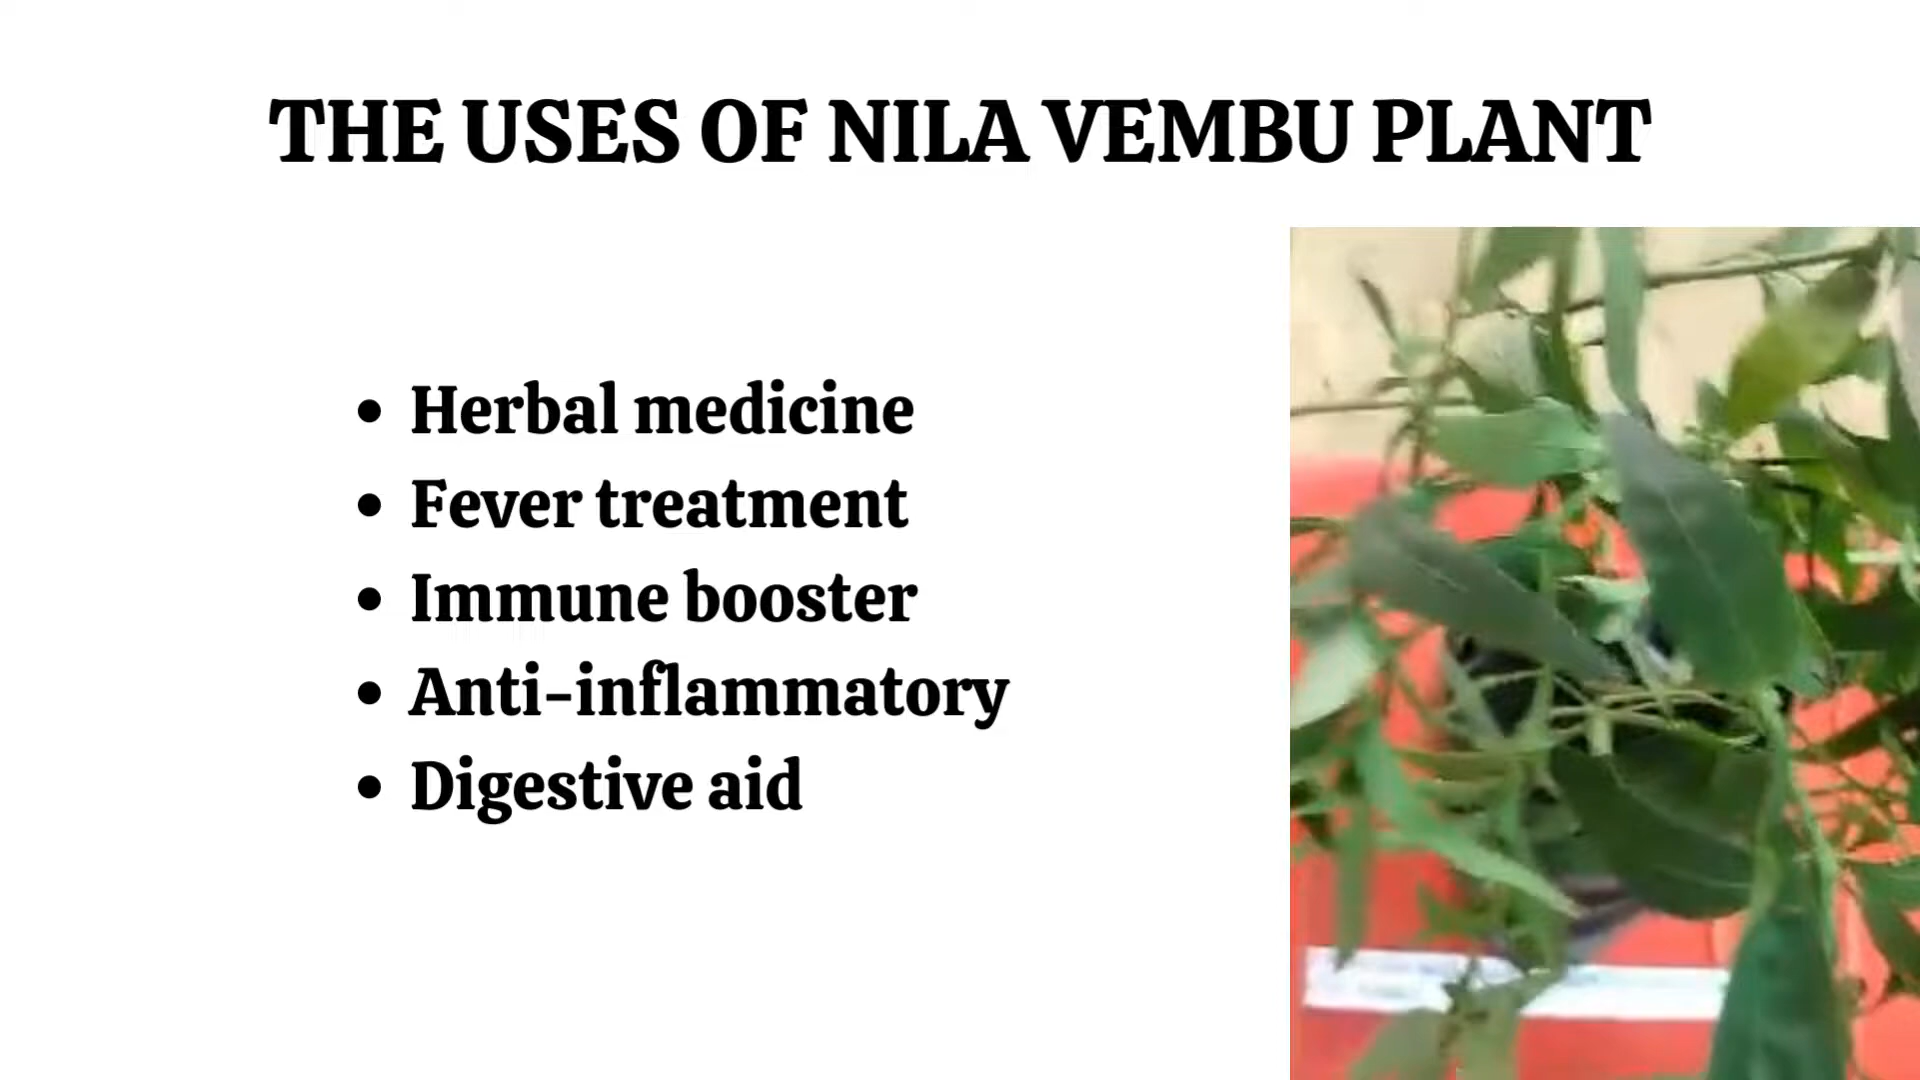 THE USES OF NILA VEMBU PLANT
• Herbal medicine
• Fever treatment
• Immune booster
• Anti-inflammatory
• Digestive aid